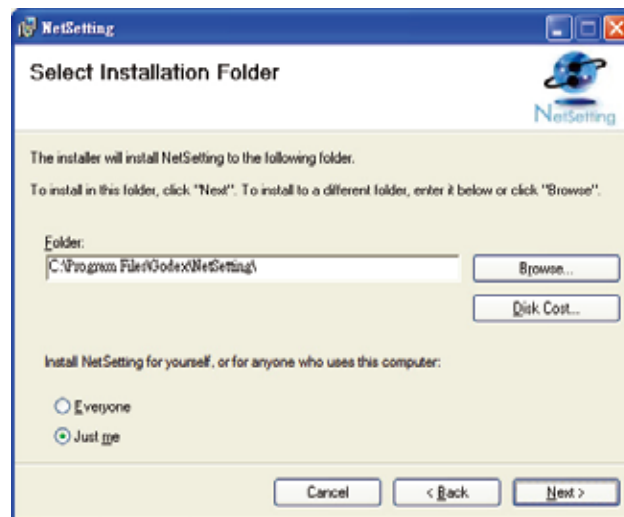 NetSetting
Select Installation Folder
NetSetting
The installer will install NetSetting to the following folder.
To install in this folder, click "Next". To install to a different folder, enter it below or click "Browse".
Folder:
C:\Program Files\Godex\NetSetting\
Browse...
Disk Cost...
Install NetSetting for yourself, or for anyone who uses this computer:
Everyone
Just me
Cancel
< Back
Next >